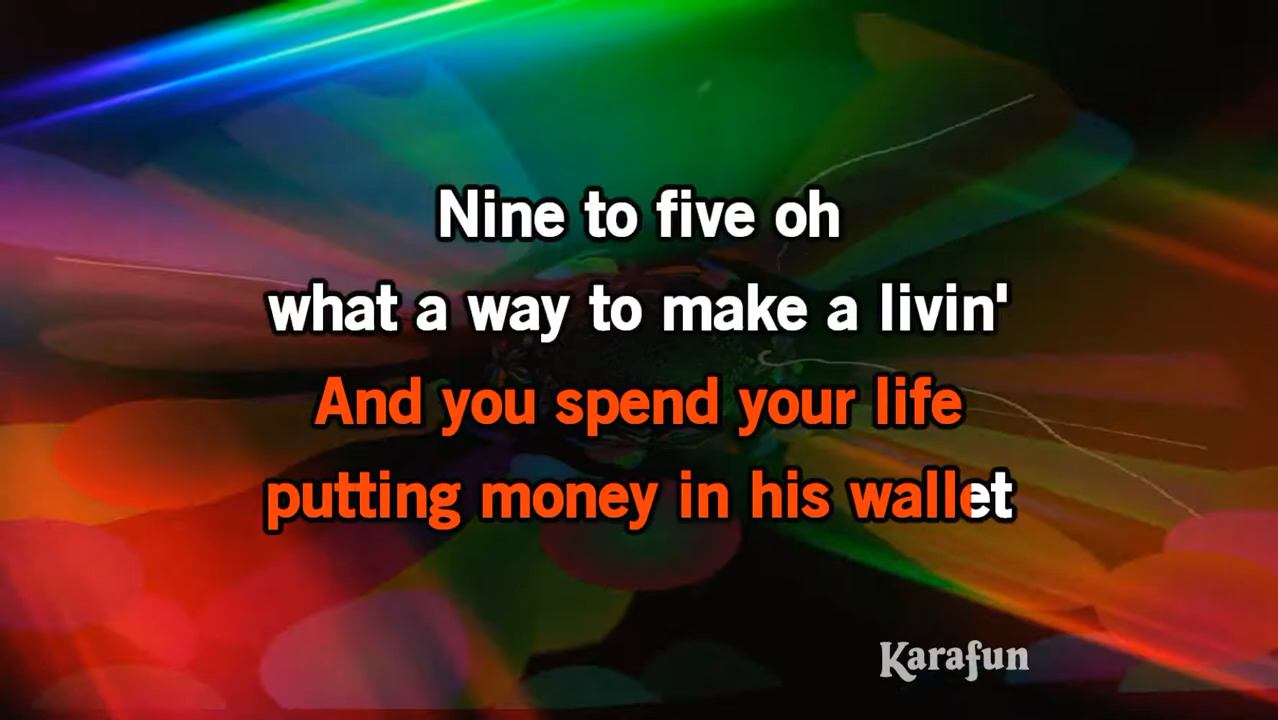 Nine to five oh
what a way to make a livin'
And you spend your life
putting money in his wallet
Karafun